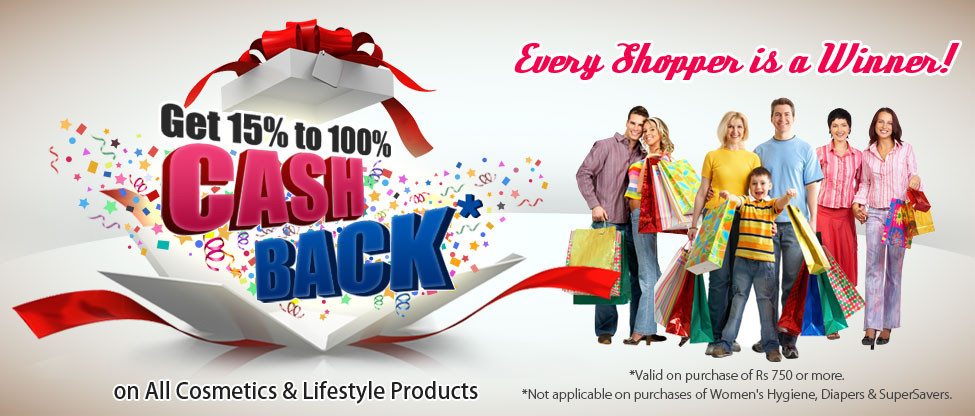 Get 15% to 100%
CASH
BACK*
on All Cosmetics & Lifestyle Products
Every Shopper is a Winner!
*Valid on purchase of Rs 750 or more.
*Not applicable on purchases of Women's Hygiene, Diapers & SuperSavers.